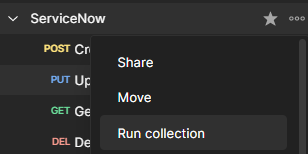 ServiceNow
POST Cr
Share
PUT Up
Move
GET Ge
Run collection
DEL De